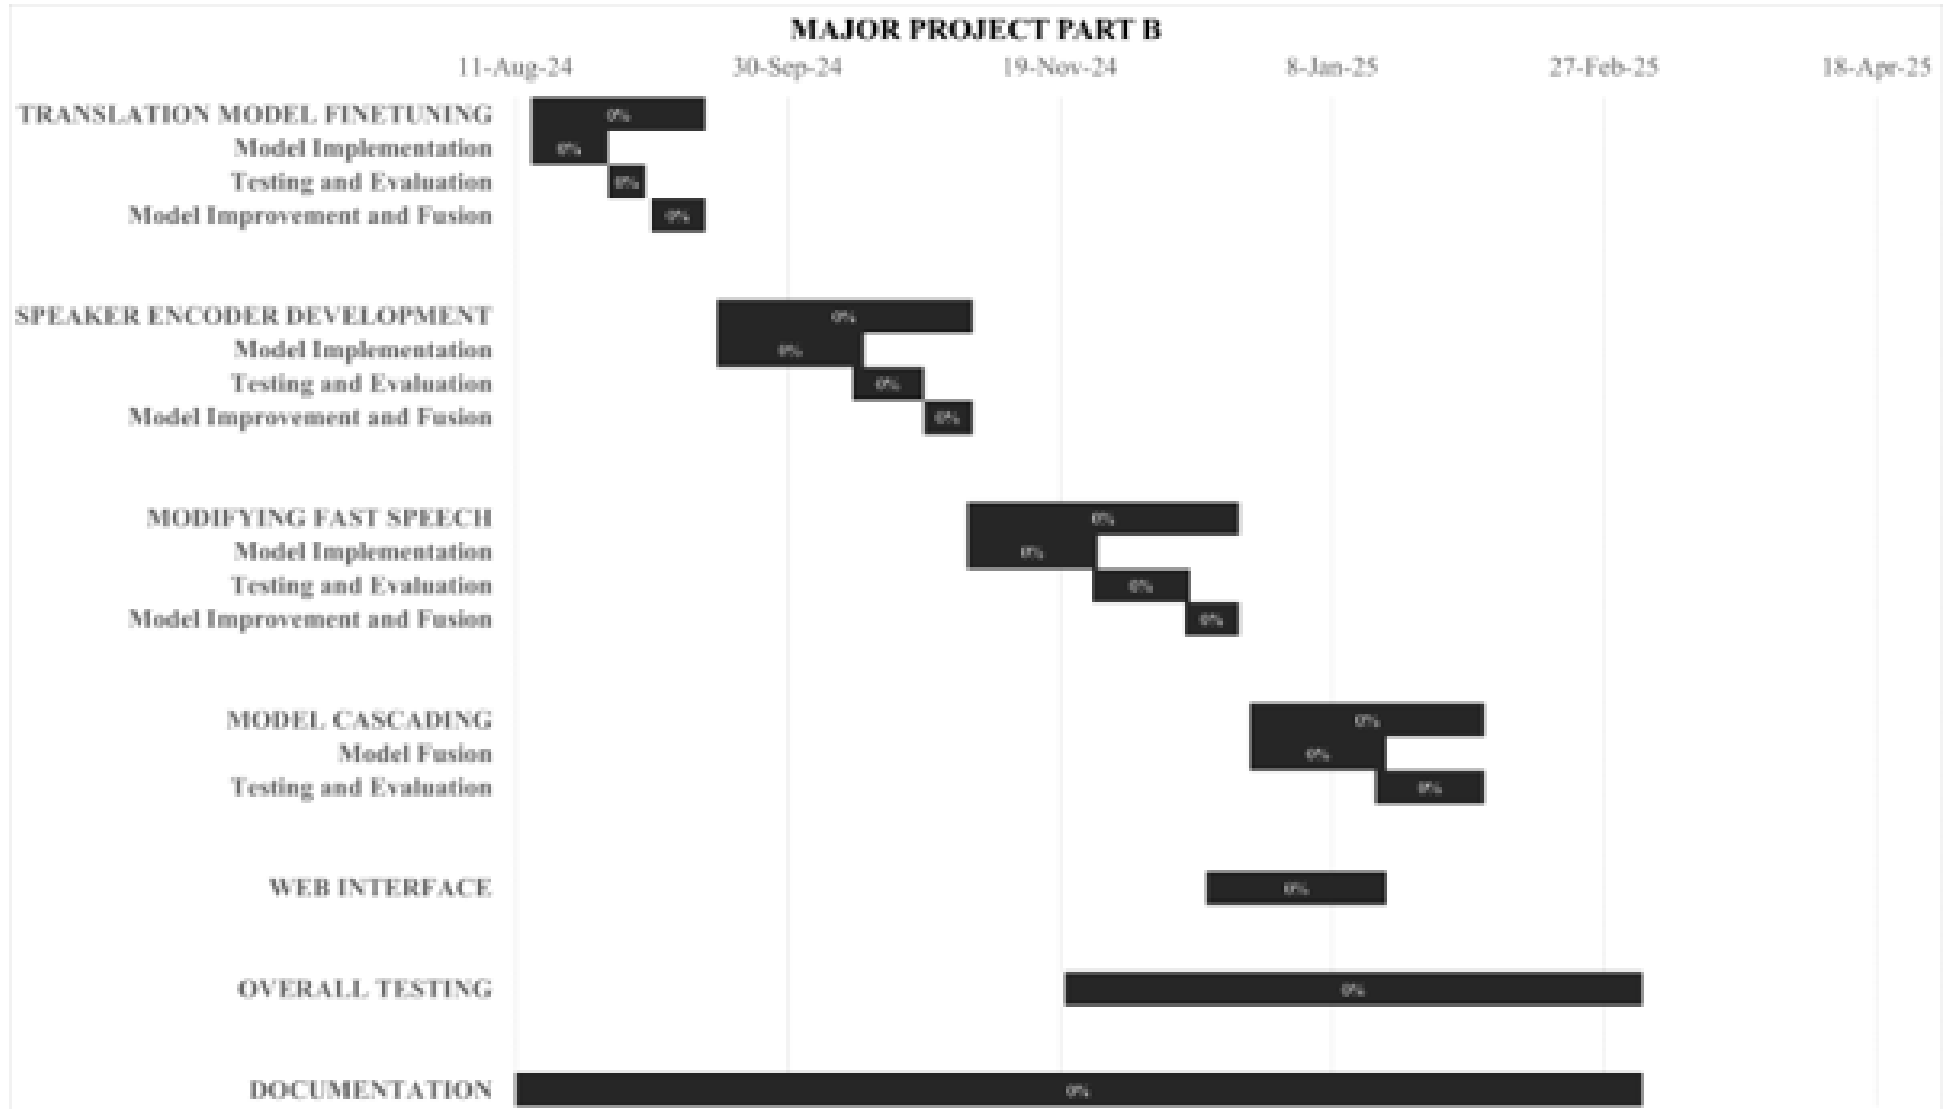 MAJOR PROJECT PART B
11-Aug-24 30-Sep-24 19-Nov-24 8-Jan-25 27-Feb-25 18-Apr-25
TRANSLATION MODEL FINETUNING 0%
Model Implementation 0%
Testing and Evaluation 0%
Model Improvement and Fusion 0%
SPEAKER ENCODER DEVELOPMENT 0%
Model Implementation 0%
Testing and Evaluation 0%
Model Improvement and Fusion 0%
MODIFYING FAST SPEECH 0%
Model Implementation 0%
Testing and Evaluation 0%
Model Improvement and Fusion 0%
MODEL CASCADING 0%
Model Fusion 0%
Testing and Evaluation 0%
WEB INTERFACE 0%
OVERALL TESTING 0%
DOCUMENTATION 0%